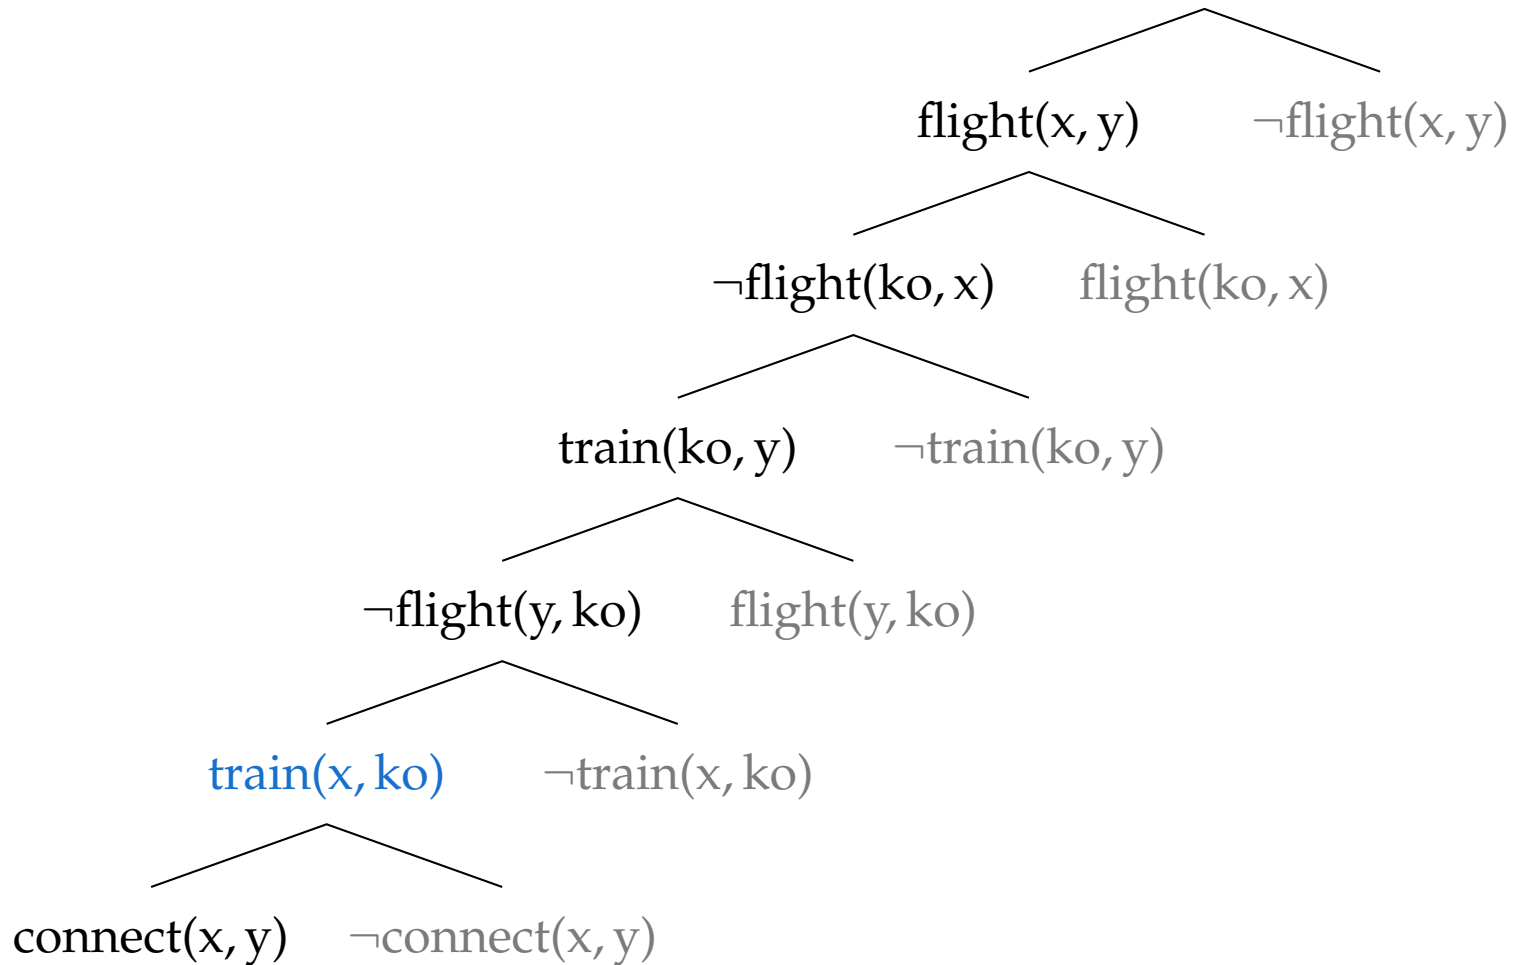 flight(x, y) ¬flight(x, y)
¬flight(ko, x) flight(ko, x)
train(ko, y) ¬train(ko, y)
¬flight(y, ko) flight(y, ko)
train(x, ko) ¬train(x, ko)
connect(x, y) ¬connect(x, y)